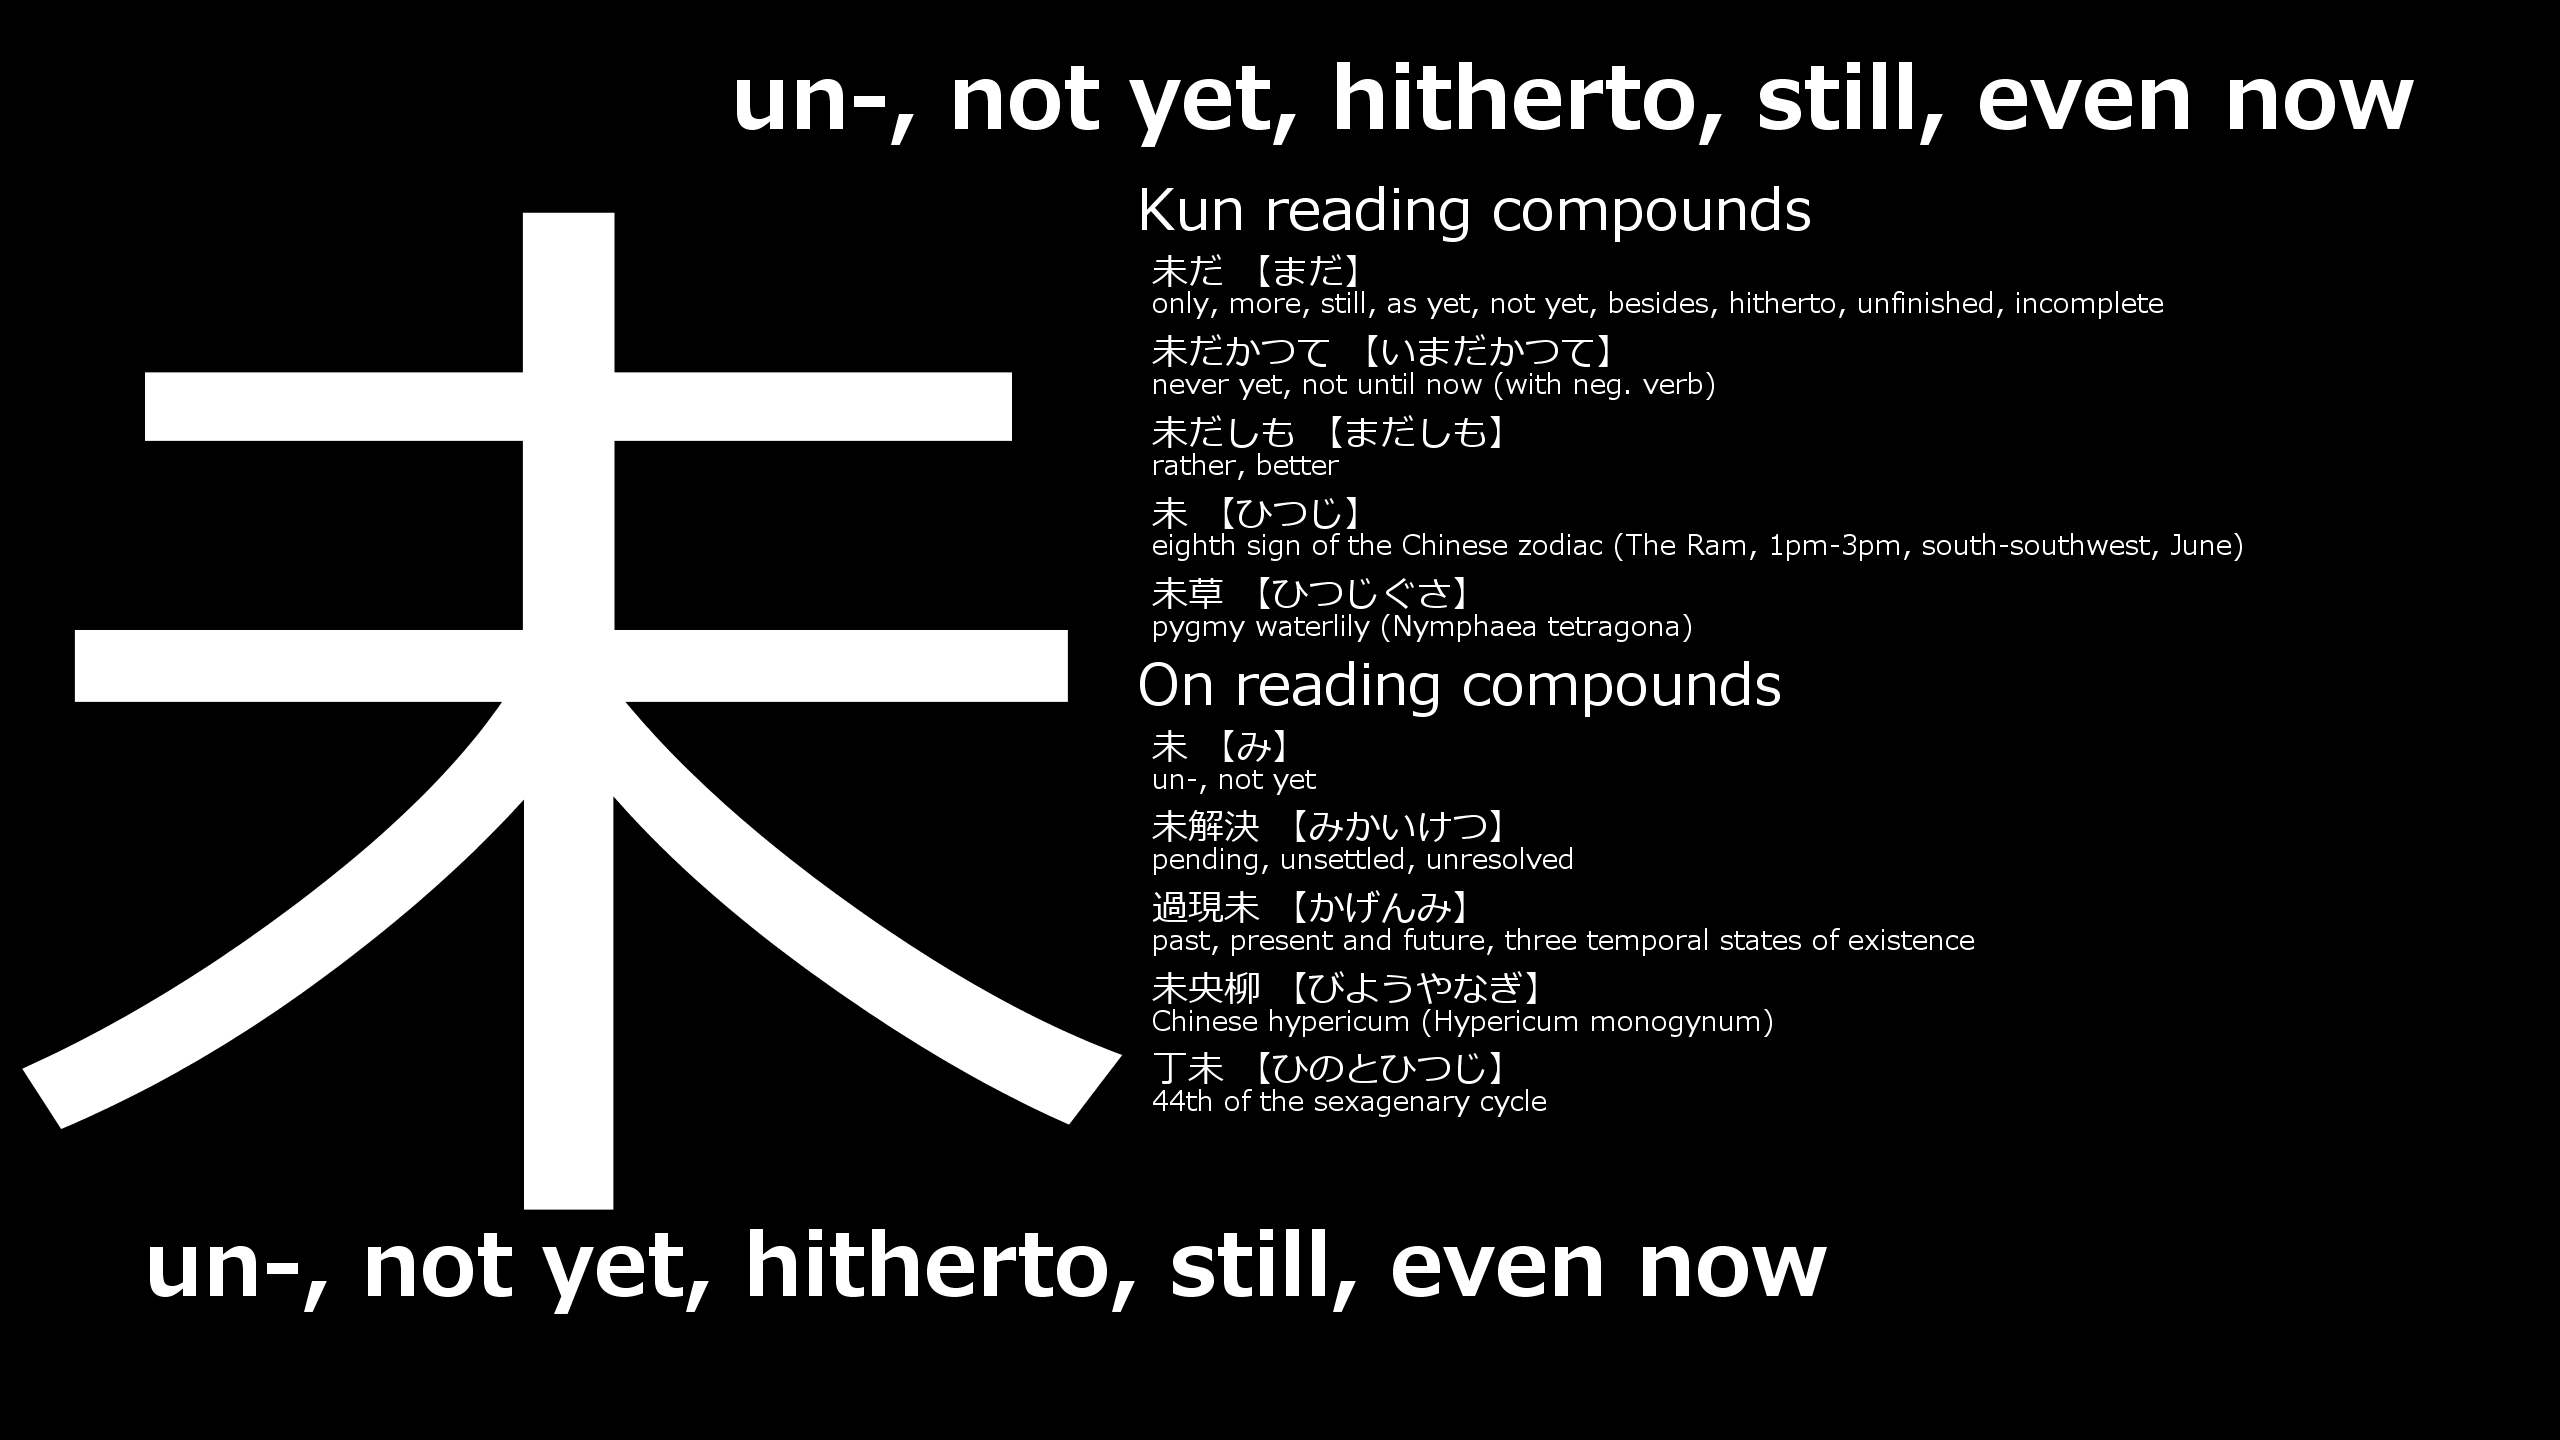 un-, not yet, hitherto, still, even now
未
Kun reading compounds
未だ 【まだ】
only, more, still, as yet, not yet, besides, hitherto, unfinished, incomplete
未だかつて 【いまだかつて】
never yet, not until now (with neg. verb)
未だしも 【まだしも】
rather, better
未 【ひつじ】
eighth sign of the Chinese zodiac (The Ram, 1pm-3pm, south-southwest, June)
未草 【ひつじぐさ】
pygmy waterlily (Nymphaea tetragona)
On reading compounds
未 【み】
un-, not yet
未解決 【みかいけつ】
pending, unsettled, unresolved
過現未 【かげんみ】
past, present and future, three temporal states of existence
未央柳 【びようやなぎ】
Chinese hypericum (Hypericum monogynum)
丁未 【ひのとひつじ】
44th of the sexagenary cycle
un-, not yet, hitherto, still, even now